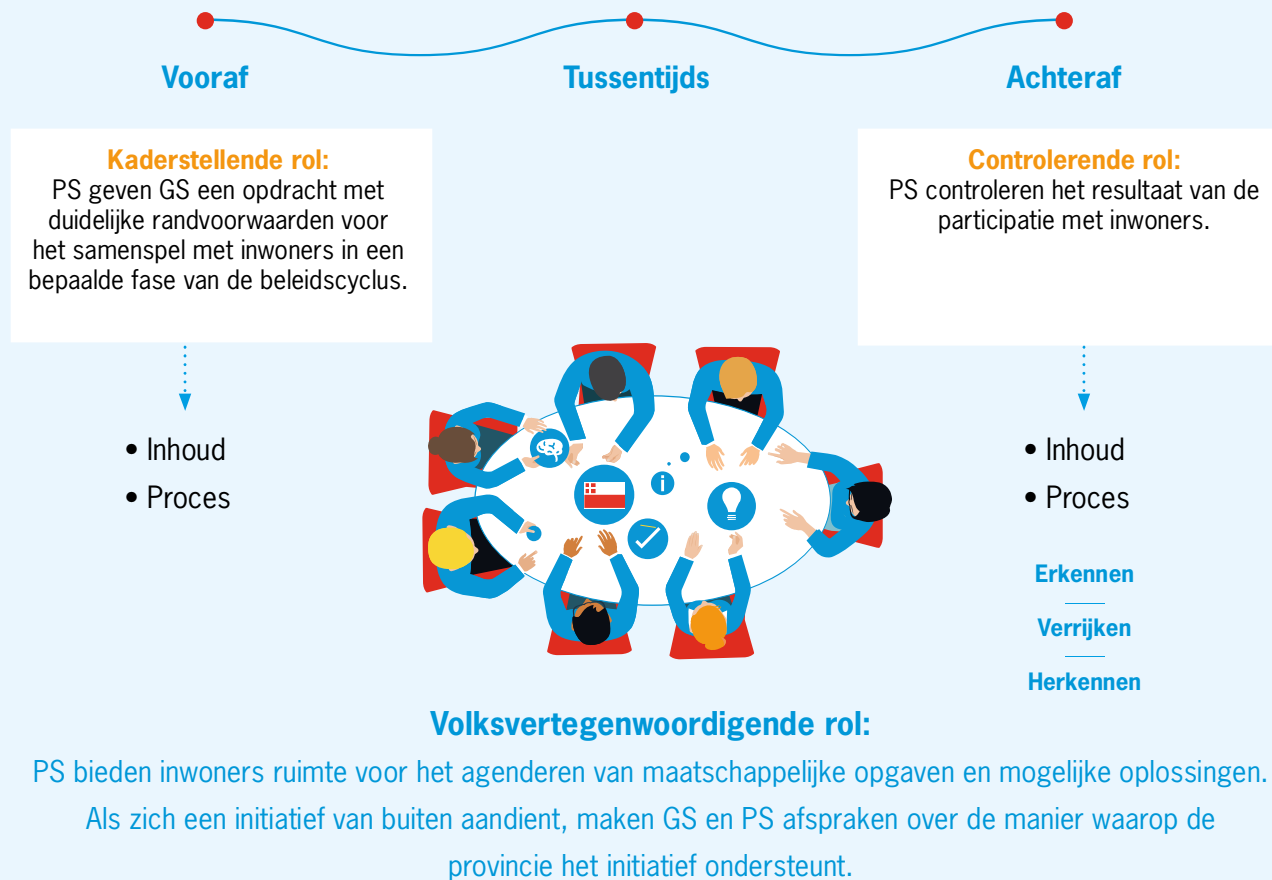 Vooraf
Tussentijds
Achteraf
Kaderstellende rol:
PS geven GS een opdracht met
duidelijke randvoorwaarden voor
het samenspel met inwoners in een
bepaalde fase van de beleidscyclus.
Controlerende rol:
PS controleren het resultaat van de
participatie met inwoners.
• Inhoud
• Proces
• Inhoud
• Proces
Erkennen
Verrijken
Herkennen
i
Volksvertegenwoordigende rol:
PS bieden inwoners ruimte voor het agenderen van maatschappelijke opgaven en mogelijke oplossingen.
Als zich een initiatief van buiten aandient, maken GS en PS afspraken over de manier waarop de
provincie het initiatief ondersteunt.